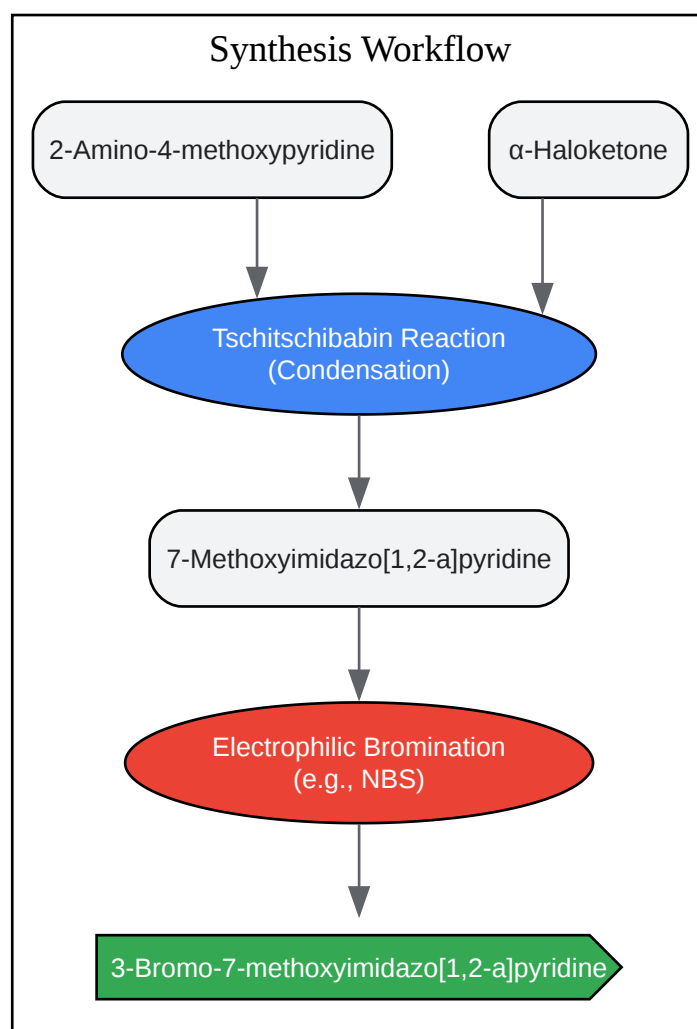 Synthesis Workflow
2-Amino-4-methoxypyridine
α-Haloketone
Tschitschibabin Reaction
(Condensation)
7-Methoxyimidazo[1,2-a]pyridine
Electrophilic Bromination
(e.g., NBS)
3-Bromo-7-methoxyimidazo[1,2-a]pyridine